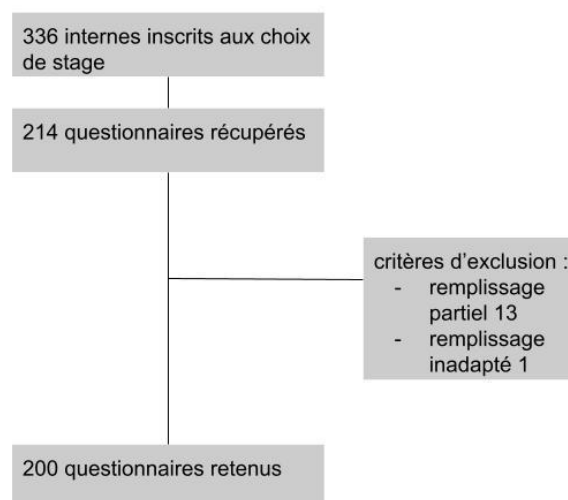 336 internes inscrits aux choix
de stage
214 questionnaires récupérés
critères d’exclusion :
- remplissage
partiel 13
- remplissage
inadapté 1
200 questionnaires retenus